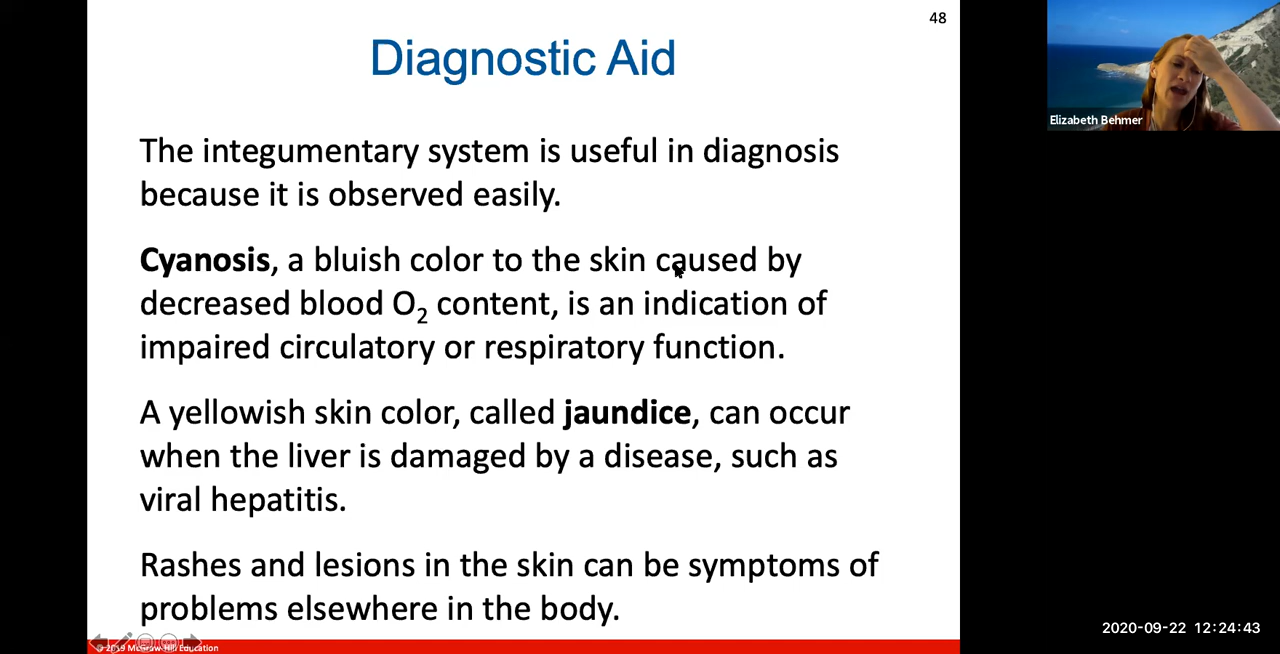 48
Diagnostic Aid
Elizabeth Behmer
The integumentary system is useful in diagnosis
because it is observed easily.
Cyanosis, a bluish color to the skin caused by
decreased blood O₂ content, is an indication of
impaired circulatory or respiratory function.
A yellowish skin color, called jaundice, can occur
when the liver is damaged by a disease, such as
viral hepatitis.
Rashes and lesions in the skin can be symptoms of
problems elsewhere in the body.
© 2019 McGraw-Hill Education
2020-09-22 12:24:43